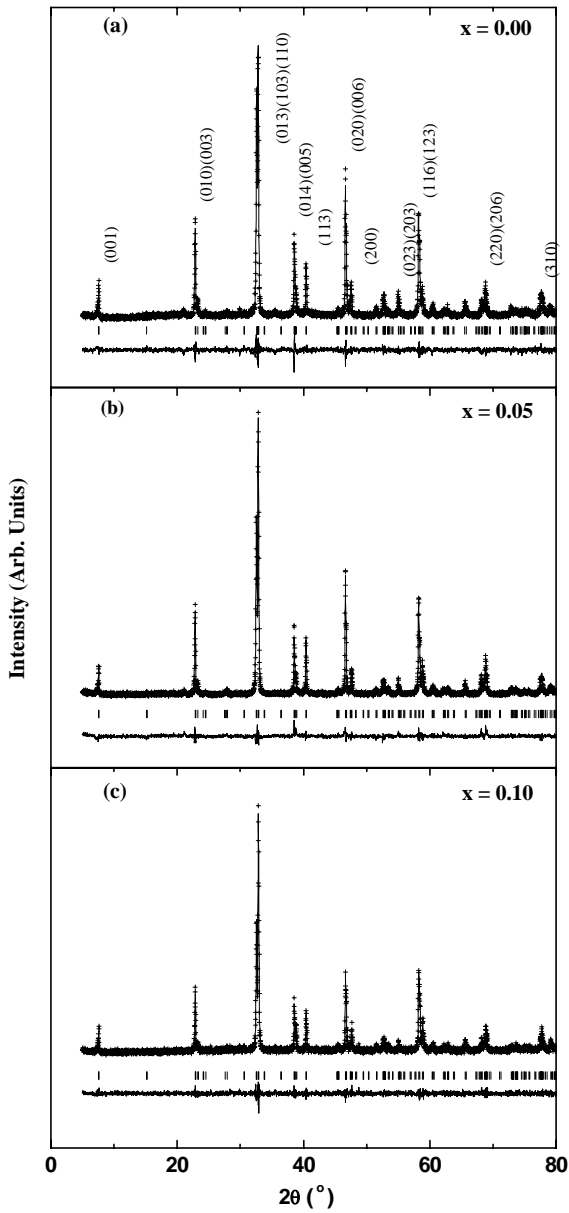 (a)
x = 0.00
(001)
(010)(003)
(013)(103)(110)
(014)(005)
(113)
(020)(006)
(200)
(023)(203)
(116)(123)
(220)(206)
(310)
(b)
x = 0.05
Intensity (Arb. Units)
(c)
x = 0.10
0 20 40 60 80
2θ (°)